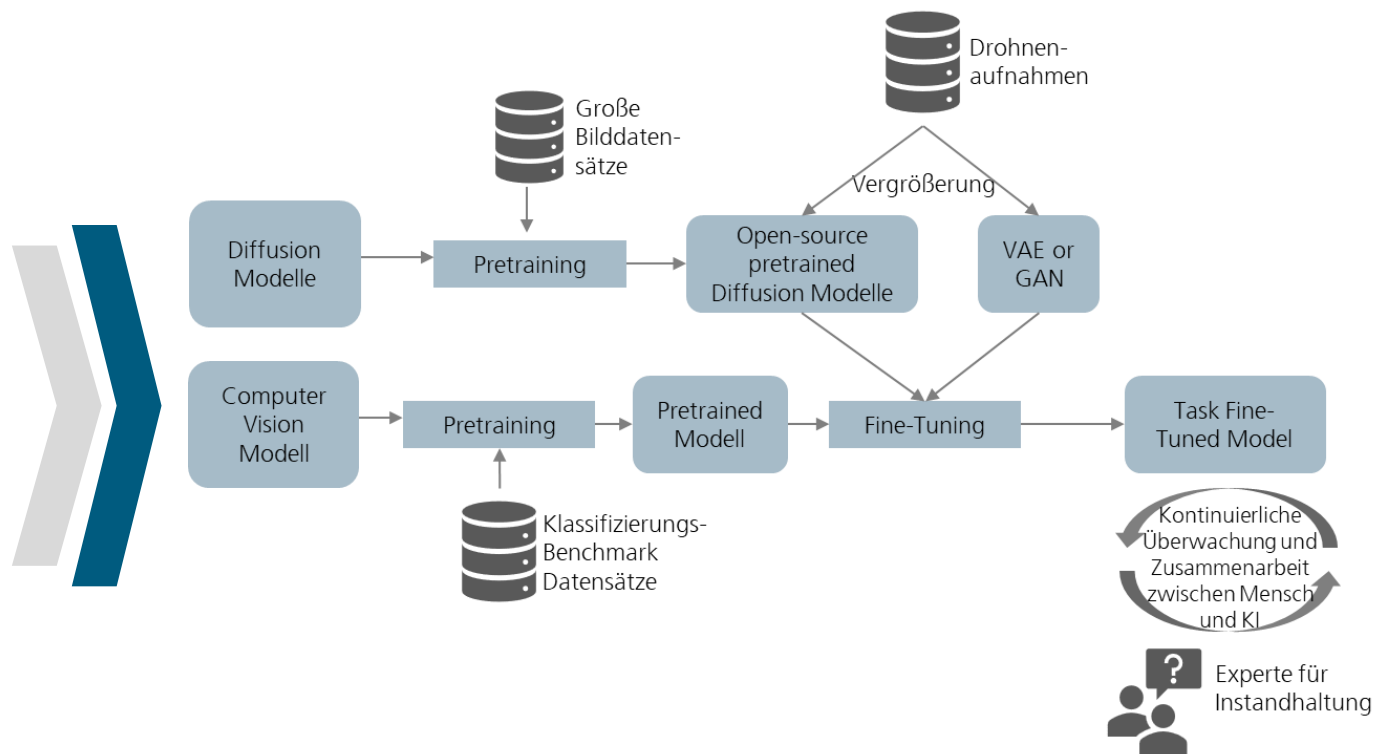 Drohnen-
aufnahmen
Große
Bilddaten-
sätze
Vergrößerung
Diffusion
Modelle
Pretraining
Open-source
pretrained
Diffusion Modelle
VAE or
GAN
Computer
Vision
Modell
Pretraining
Pretrained
Modell
Fine-Tuning
Task Fine-
Tuned Model
Klassifizierungs-
Benchmark
Datensätze
Kontinuierliche
Überwachung und
Zusammenarbeit
zwischen Mensch
und KI
?
Experte für
Instandhaltung